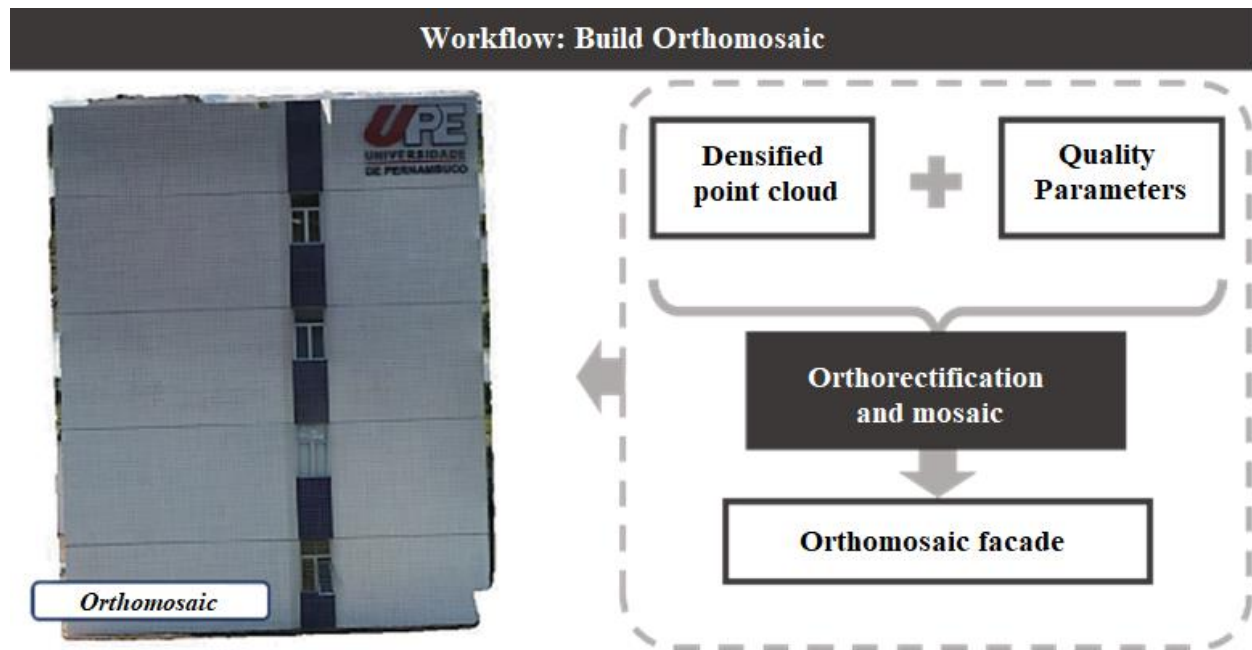 Workflow: Build Orthomosaic
UPE
UNIVERSIDADE
DE PERNAMBUCO
Orthomosaic
Densified
point cloud
Quality
Parameters
Orthorectification
and mosaic
Orthomosaic facade